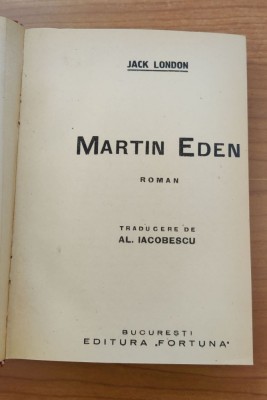 JACK LONDON
MARTIN EDEN
ROMAN
TRADUCERE DE
AL. IACOBESCU
BUCUREȘTI
EDITURA „FORTUNA"